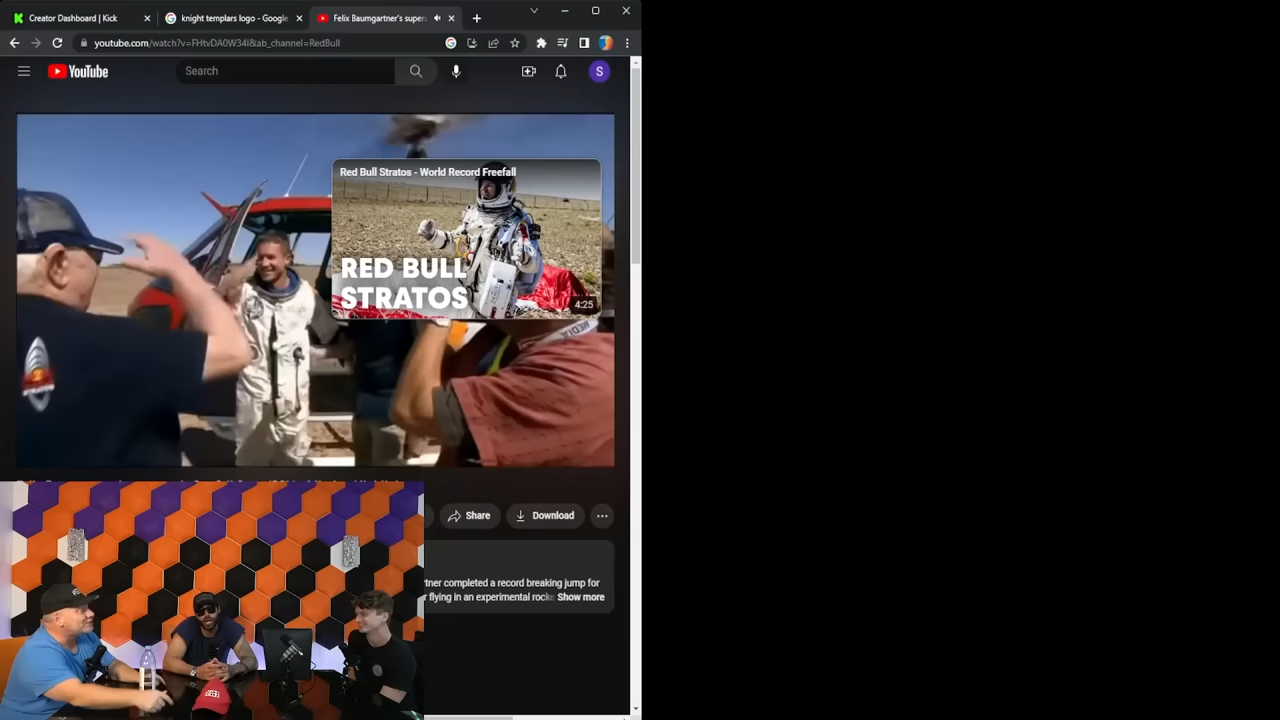 Creator Dashboard | Kick
knight templars logo - Google
Felix Baumgartner's supers
youtube.com/watch?v=FHtvDA0W34I&ab_channel=RedBull
YouTube
Search
S
Red Bull Stratos - World Record Freefall
RED BULL
STRATOS
4:25
MEDIA
Share
Download
rtner completed a record breaking jump for
r flying in an experimental rocke Show more